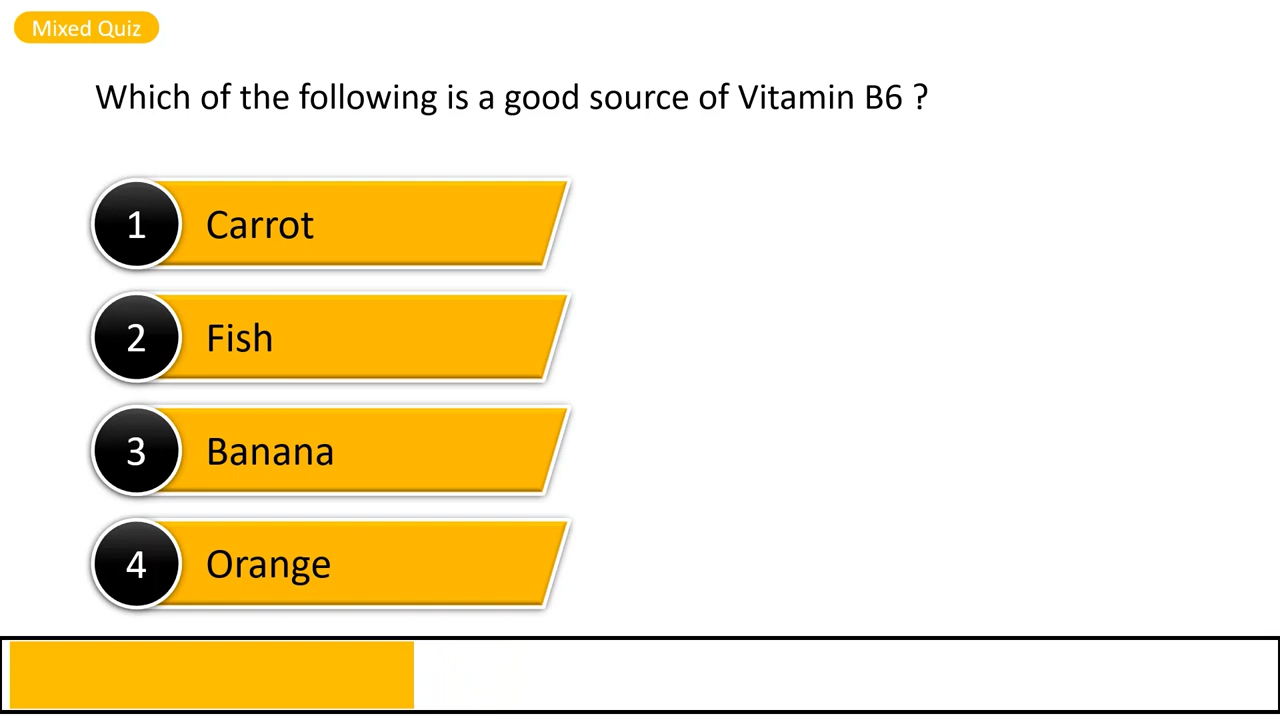 Mixed Quiz
Which of the following is a good source of Vitamin B6 ?
1 Carrot
2 Fish
3 Banana
4 Orange